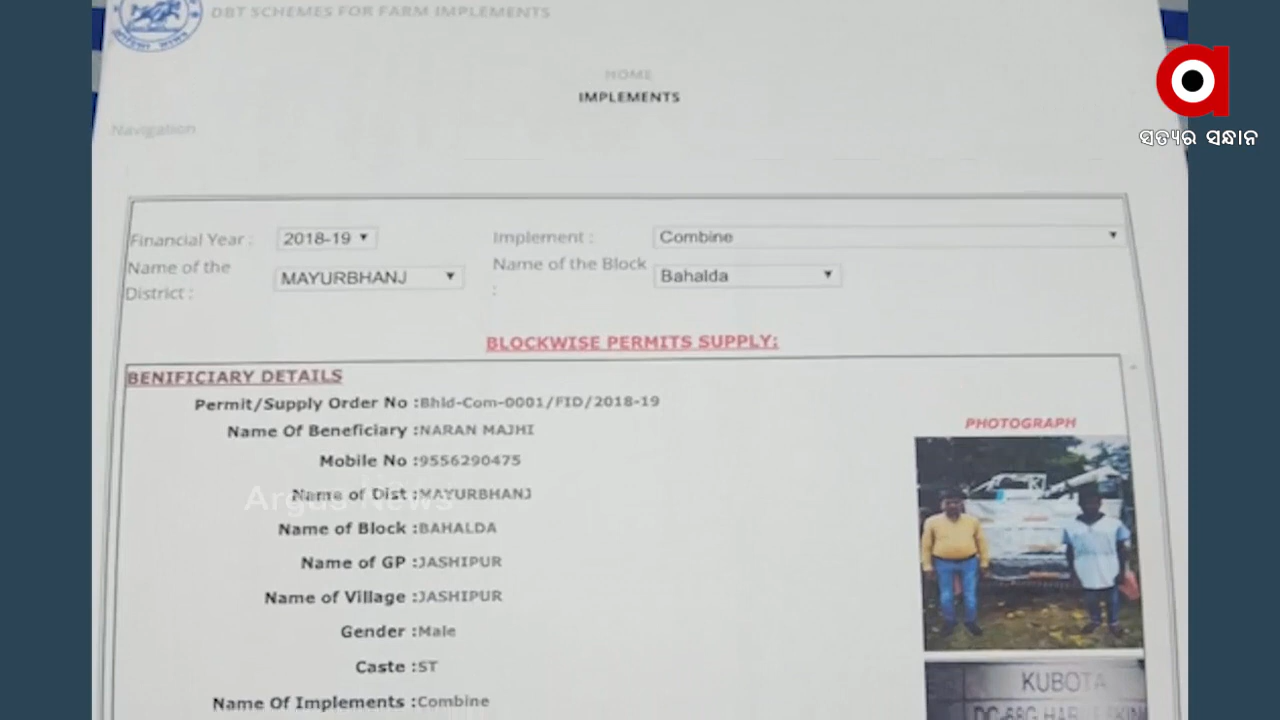 DBT SCHEMES FOR FARM IMPLEMENTS
HOME
IMPLEMENTS
Navigation
ସତ୍ୟର ସନ୍ଧାନ
Financial Year : 2018-19 Implement : Combine
Name of the District : MAYURBHANJ Name of the Block : Bahalda
BLOCKWISE PERMITS SUPPLY:
BENIFICIARY DETAILS
Permit/Supply Order No :Bhld-Com-0001/FID/2018-19
PHOTOGRAPH
Name Of Beneficiary :NARAN MAJHI
Mobile No :9556290475
Name of Dist :MAYURBHANJ
Argus News
Name of Block :BAHALDA
Name of GP :JASHIPUR
Name of Village :JASHIPUR
Gender :Male
Caste :ST
Name Of Implements :Combine
KUBOTA
DC-68G